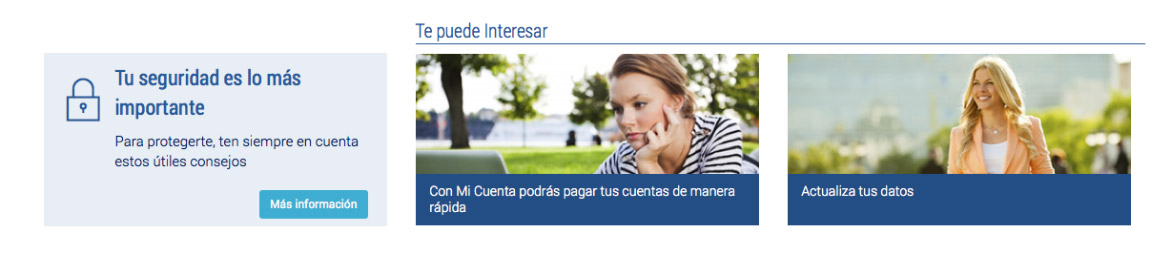 Te puede Interesar
Tu seguridad es lo más
importante
Para protegerte, ten siempre en cuenta
estos útiles consejos
Más información
Con Mi Cuenta podrás pagar tus cuentas de manera
rápida
Actualiza tus datos